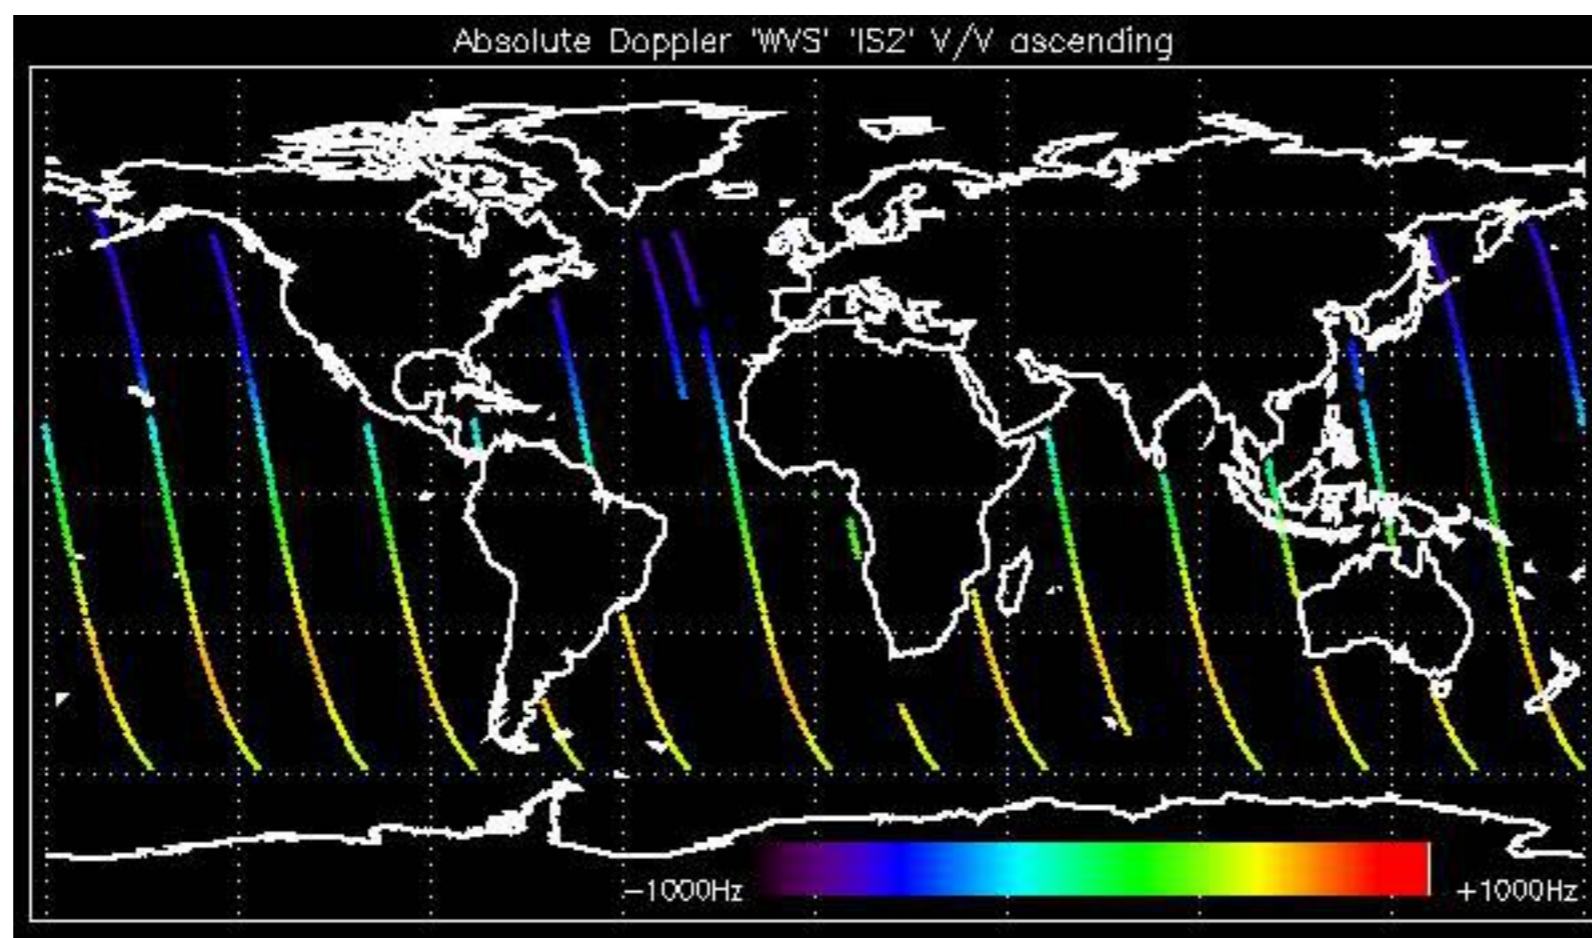 Absolute Doppler 'WVS' 'IS2' V/V ascending
-1000Hz
+1000Hz